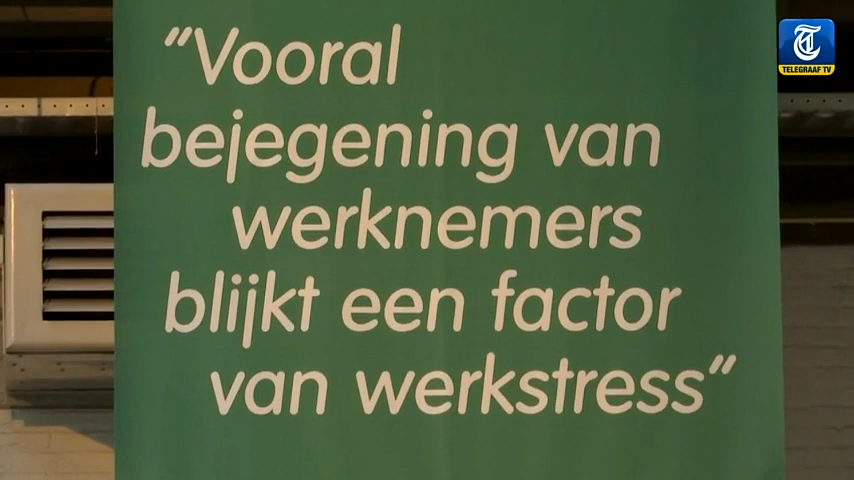 “Vooral
bejegening van
werknemers
blijkt een factor
van werkstress“
TELEGRAAF TV